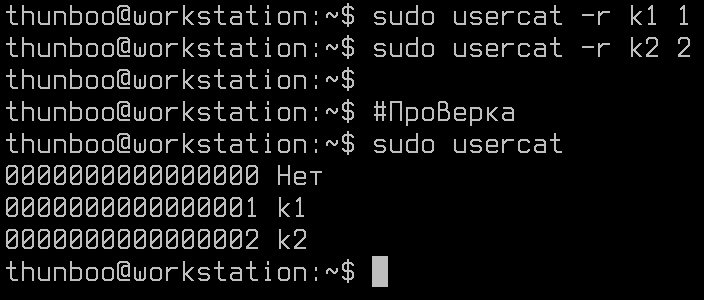 thunboo@workstation:~$ sudo usercat -r k1 1
thunboo@workstation:~$ sudo usercat -r k2 2
thunboo@workstation:~$
thunboo@workstation:~$ #Проверка
thunboo@workstation:~$ sudo usercat
0000000000000000 Нет
0000000000000001 k1
0000000000000002 k2
thunboo@workstation:~$